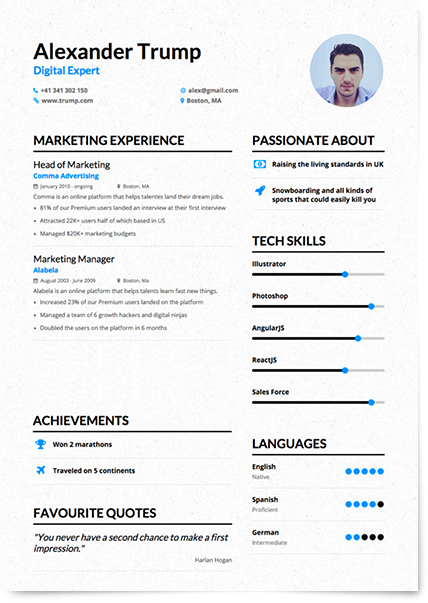 Alexander Trump
Digital Expert
+41 341 302 150
alex@gmail.com
www.trump.com
Boston, MA
MARKETING EXPERIENCE
Head of Marketing
Comma Advertising
January 2010 - ongoing
Boston, MA
Comma is an online platform that helps talentes land their dream jobs.
81% of our Premium users landed an interview at their first interview
Attracted 22K+ users half of which based in US
Managed $20K+ marketing budgets
Marketing Manager
Alabela
August 2003 - June 2009
Boston, Ma
Alabela is an online platform that helps talents learn fast new things.
Increased 23% of our Premium users landed on the platform
Managed a team of 6 growth hackers and digital ninjas
Doubled the users on the platform in 6 months
ACHIEVEMENTS
Won 2 marathons
Traveled on 5 continents
FAVOURITE QUOTES
"You never have a second chance to make a first
impression."
Harlan Hogan
PASSIONATE ABOUT
Raising the living standards in UK
Snowboarding and all kinds of
sports that could easily kill you
TECH SKILLS
Illustrator
Photoshop
AngularJS
ReactJS
Sales Force
LANGUAGES
English
Native
Spanish
Proficient
German
Intermediate